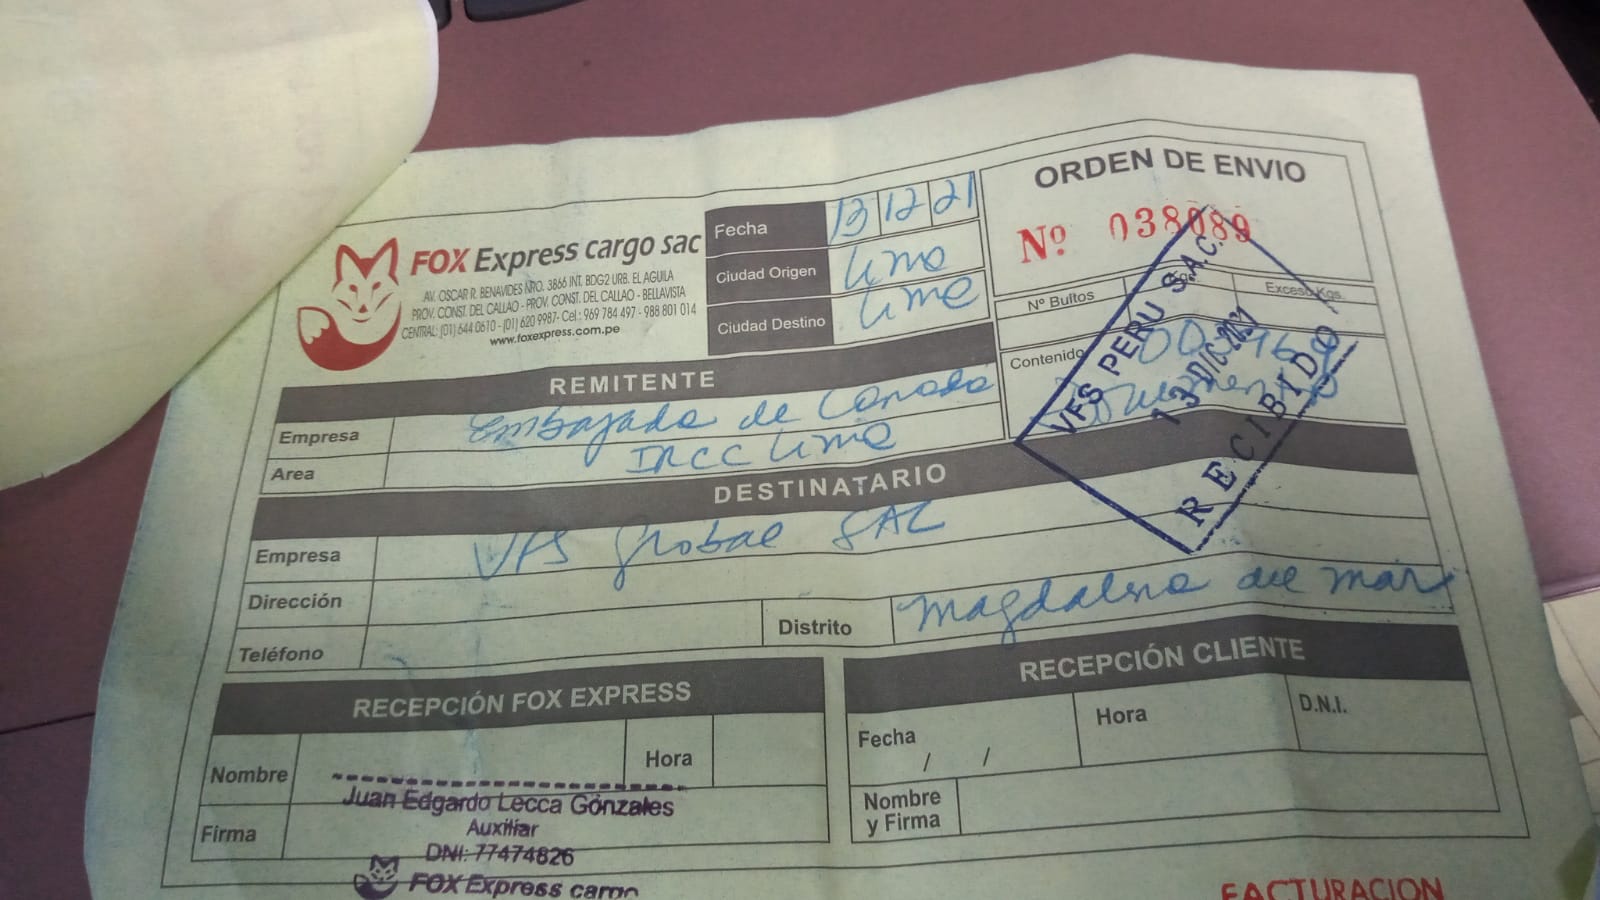 FOX Express cargo sac
AV. OSCAR R. BENAVIDES NRO. 3866 INT. BDG2 URB. EL AGUILA
PROV. CONST. DEL CALLAO - PROV. CONST. DEL CALLAO - BELLAVISTA
CENTRAL: (01) 644 0610 - (01) 620 9987- Cel.: 969 784 497 - 988 801 014
www.foxexpress.com.pe
Fecha 13 12 21
Ciudad Origen Lima
Ciudad Destino Lima
ORDEN DE ENVIO
Nº 038089
Nº Bultos Kgs. Exceso Kgs.
Contenido
VFS PERU S.A.C.
13 DIC 2021
RECIBIDO
REMITENTE
Empresa Embajada de Canada
Area IRCC Lima
DESTINATARIO
Empresa VFS Global SAC
Dirección
Teléfono
Distrito Magdalena del Mar
RECEPCIÓN FOX EXPRESS
Nombre
Hora
Firma
Juan Edgardo Lecca Gonzales
Auxiliar
DNI: 77474826
FOX Express cargo
RECEPCIÓN CLIENTE
Fecha / /
Hora
D.N.I.
Nombre
y Firma
FACTURACION